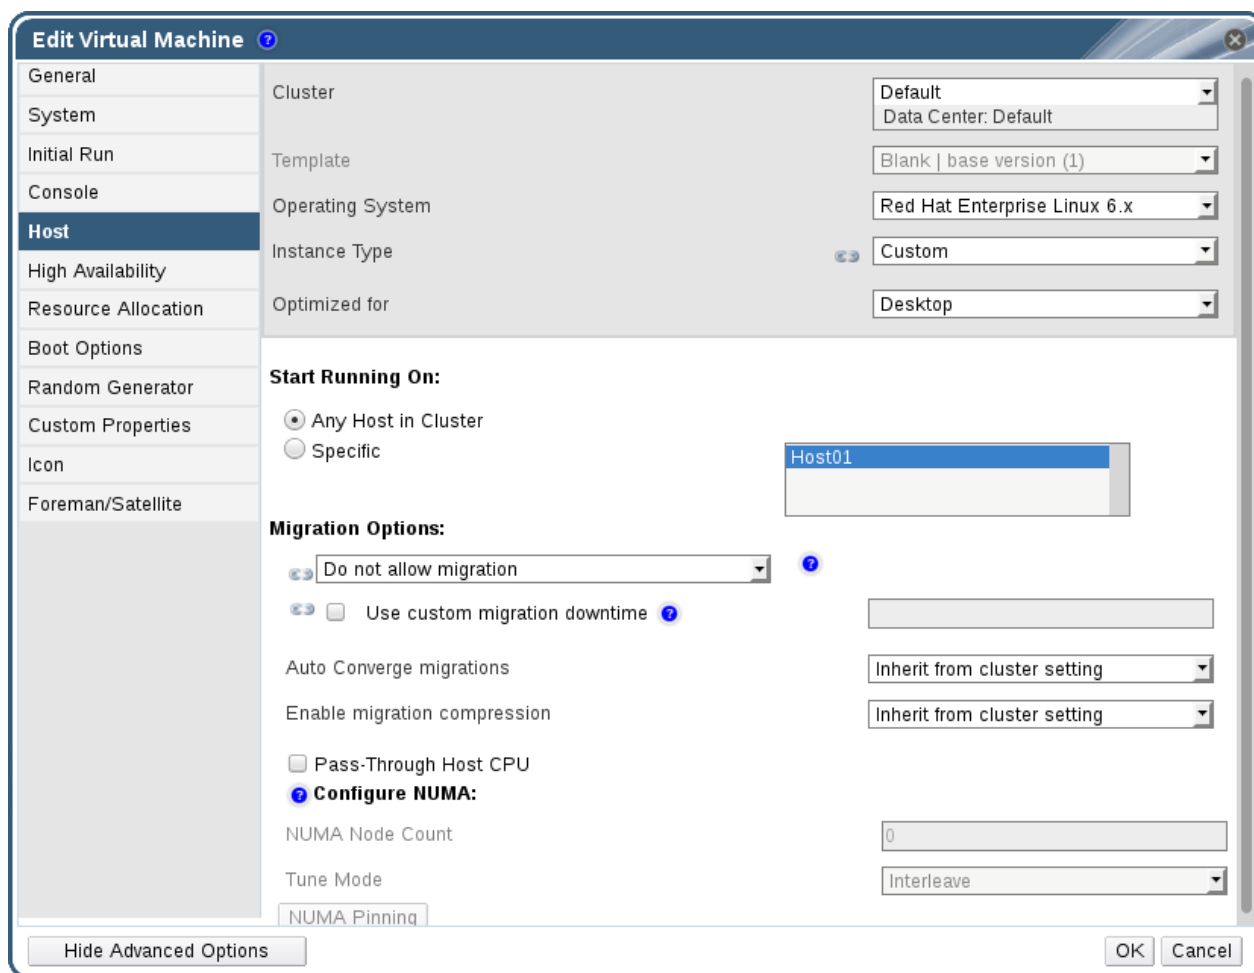 Edit Virtual Machine ?
General
System
Initial Run
Console
Host
High Availability
Resource Allocation
Boot Options
Random Generator
Custom Properties
Icon
Foreman/Satellite
Cluster Default
Data Center: Default
Template Blank | base version (1)
Operating System Red Hat Enterprise Linux 6.x
Instance Type Custom
Optimized for Desktop
Start Running On:
Any Host in Cluster
Specific
Host01
Migration Options:
Do not allow migration ?
Use custom migration downtime ?
Auto Converge migrations Inherit from cluster setting
Enable migration compression Inherit from cluster setting
Pass-Through Host CPU
? Configure NUMA:
NUMA Node Count 0
Tune Mode Interleave
NUMA Pinning
Hide Advanced Options OK Cancel